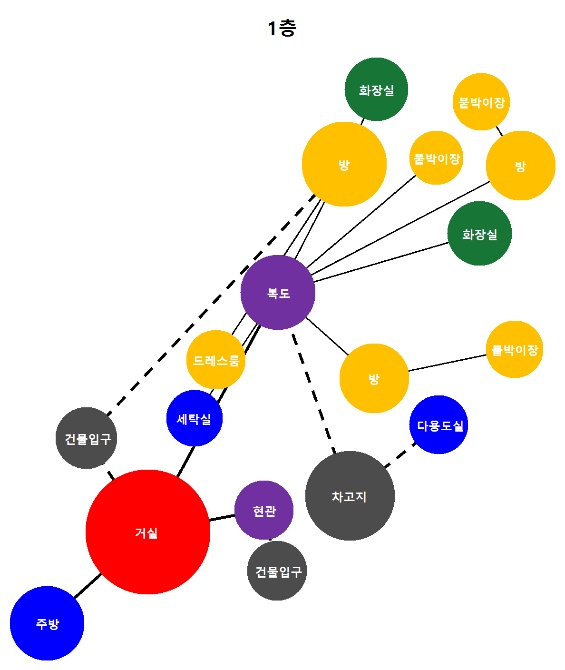 1층
화장실
붙박이장
방
붙박이장
방
화장실
복도
드레스룸
방
붙박이장
세탁실
다용도실
건물입구
차고지
현관
거실
건물입구
주방